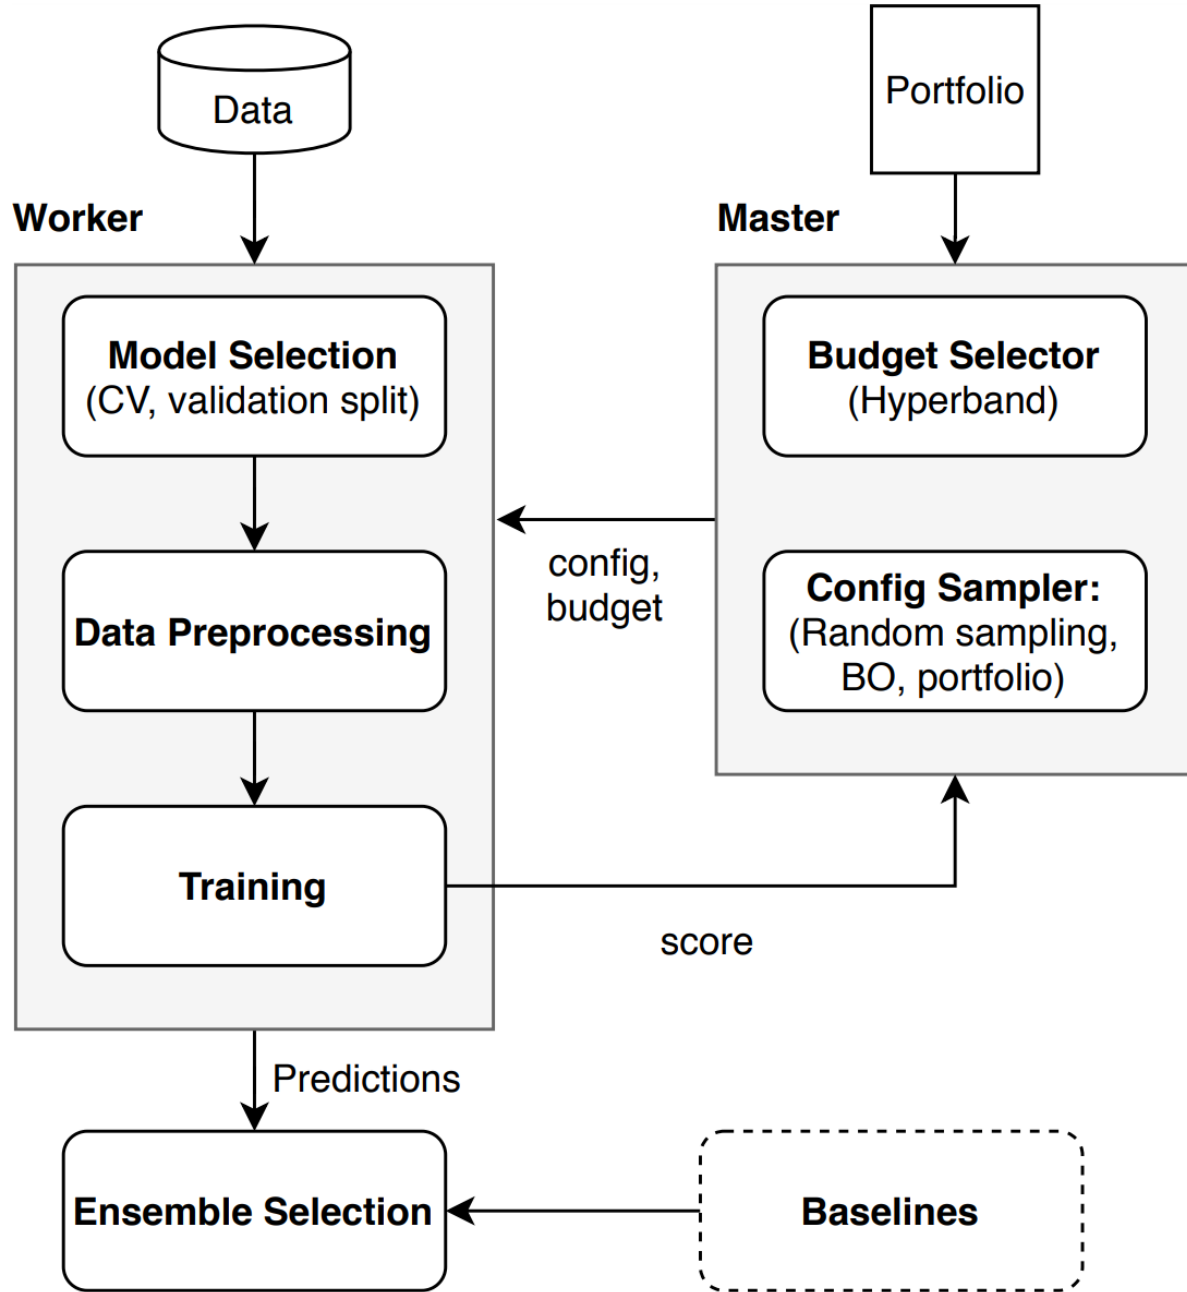 Data
Portfolio
Worker
Master
Model Selection
(CV, validation split)
Budget Selector
(Hyperband)
config,
budget
Data Preprocessing
Config Sampler:
(Random sampling,
BO, portfolio)
Training
score
Predictions
Ensemble Selection
Baselines